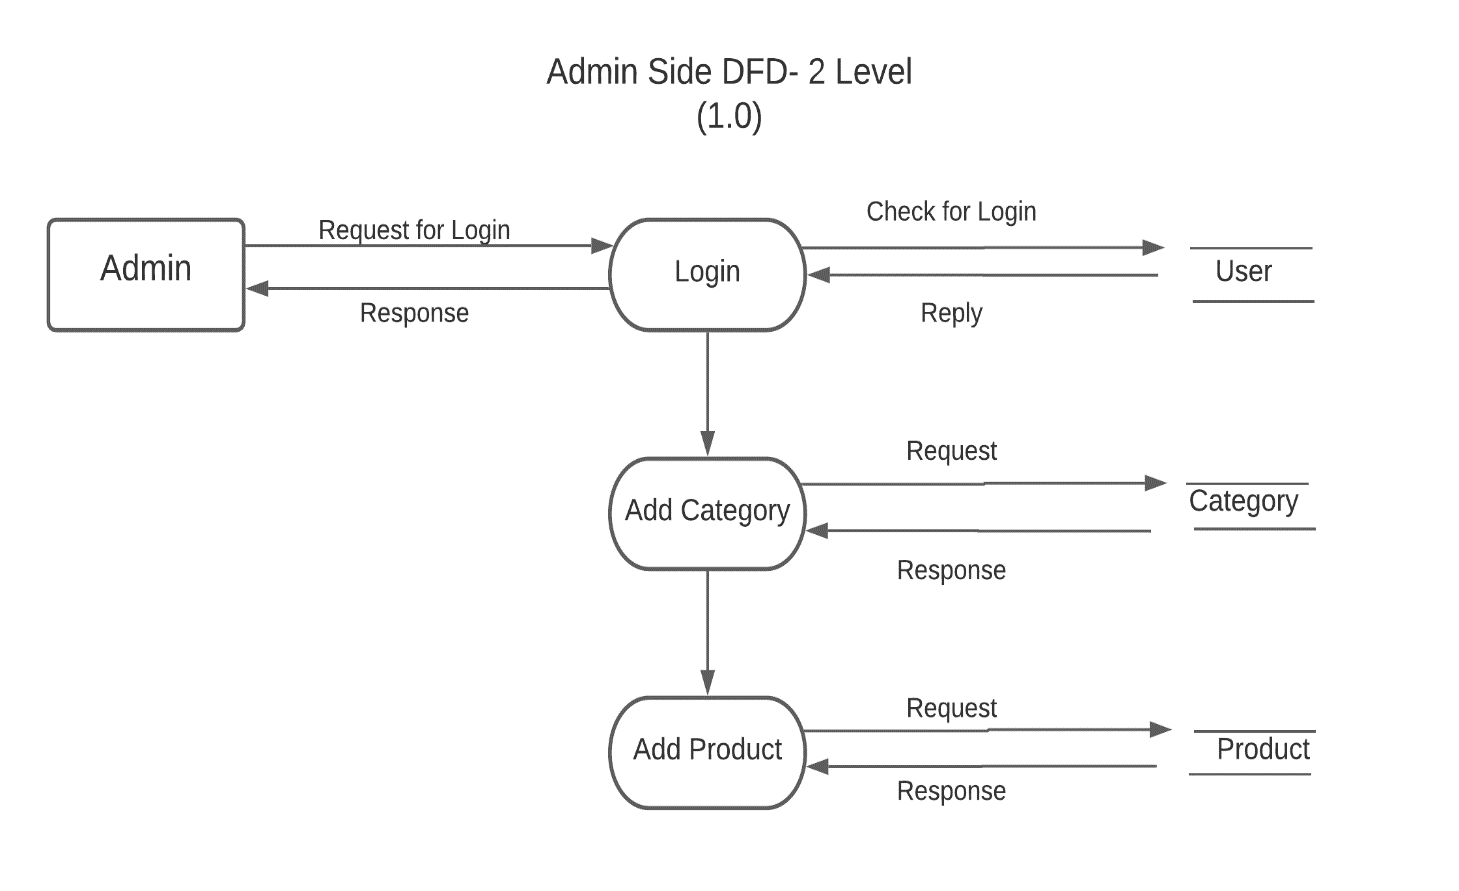 Admin Side DFD- 2 Level
(1.0)
Check for Login
Request for Login
Admin
Login
User
Response
Reply
Request
Category
Add Category
Response
Request
Add Product
Product
Response